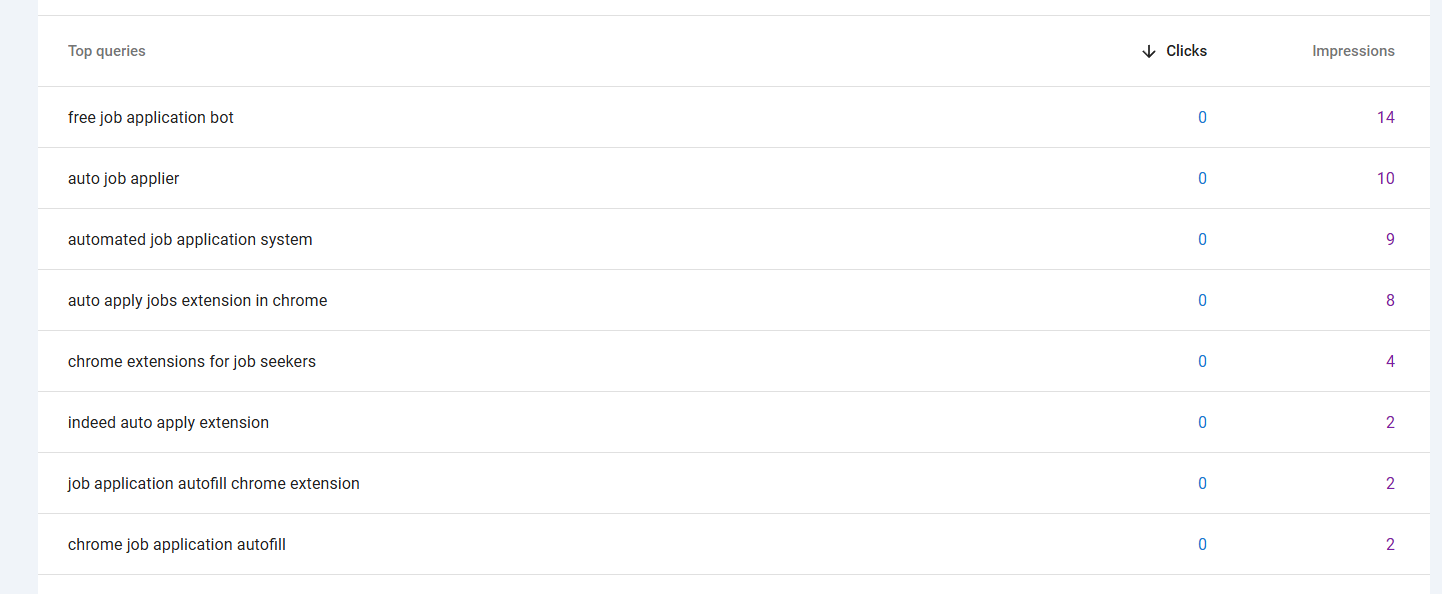 Top queries ↓ Clicks Impressions
free job application bot 0 14
auto job applier 0 10
automated job application system 0 9
auto apply jobs extension in chrome 0 8
chrome extensions for job seekers 0 4
indeed auto apply extension 0 2
job application autofill chrome extension 0 2
chrome job application autofill 0 2